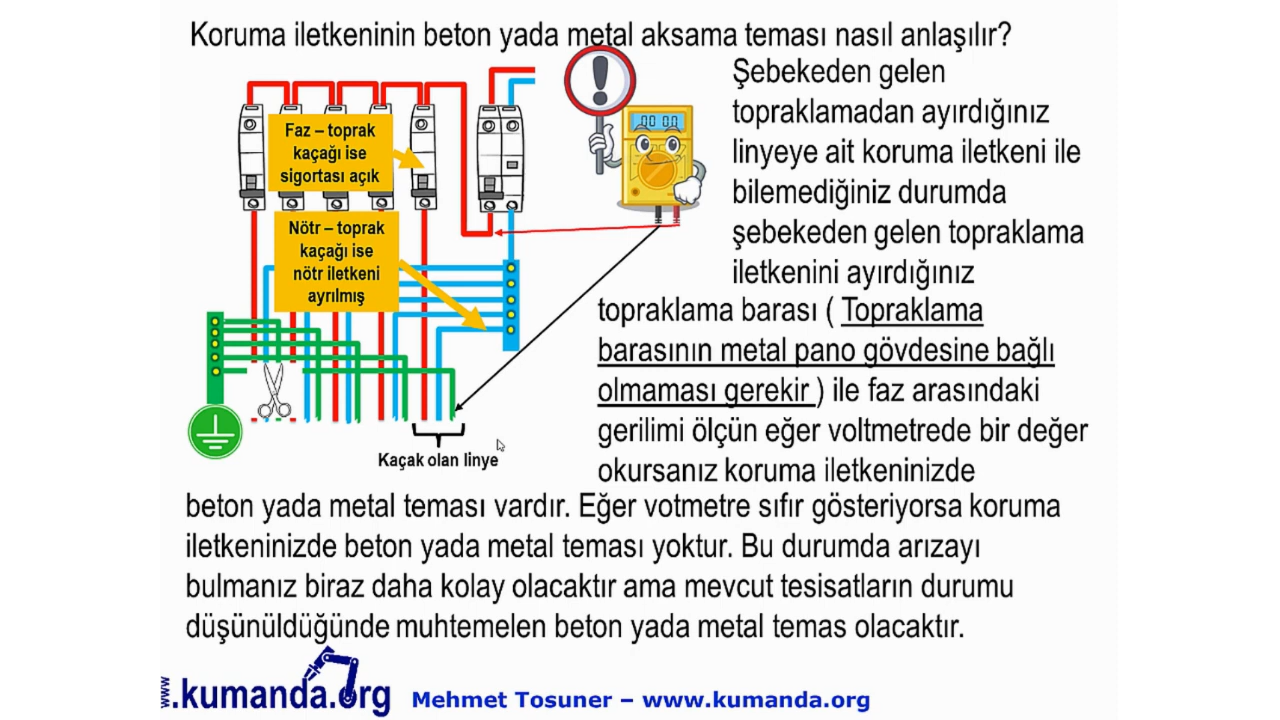 Koruma iletkeninin beton yada metal aksama teması nasıl anlaşılır?
Şebekeden gelen
topraklamadan ayırdığınız
linyeye ait koruma iletkeni ile
bilemediğiniz durumda
şebekeden gelen topraklama
iletkenini ayırdığınız
topraklama barası ( Topraklama
barasının metal pano gövdesine bağlı
olmaması gerekir ) ile faz arasındaki
gerilimi ölçün eğer voltmetrede bir değer
okursanız koruma iletkeninizde
beton yada metal teması vardır. Eğer votmetre sıfır gösteriyorsa koruma
iletkeninizde beton yada metal teması yoktur. Bu durumda arızayı
bulmanız biraz daha kolay olacaktır ama mevcut tesisatların durumu
düşünüldüğünde muhtemelen beton yada metal temas olacaktır.
Faz – toprak
kaçağı ise
sigortası açık
Nötr – toprak
kaçağı ise
nötr iletkeni
ayrılmış
00 00
Kaçak olan linye
www.kumanda.org
Mehmet Tosuner – www.kumanda.org